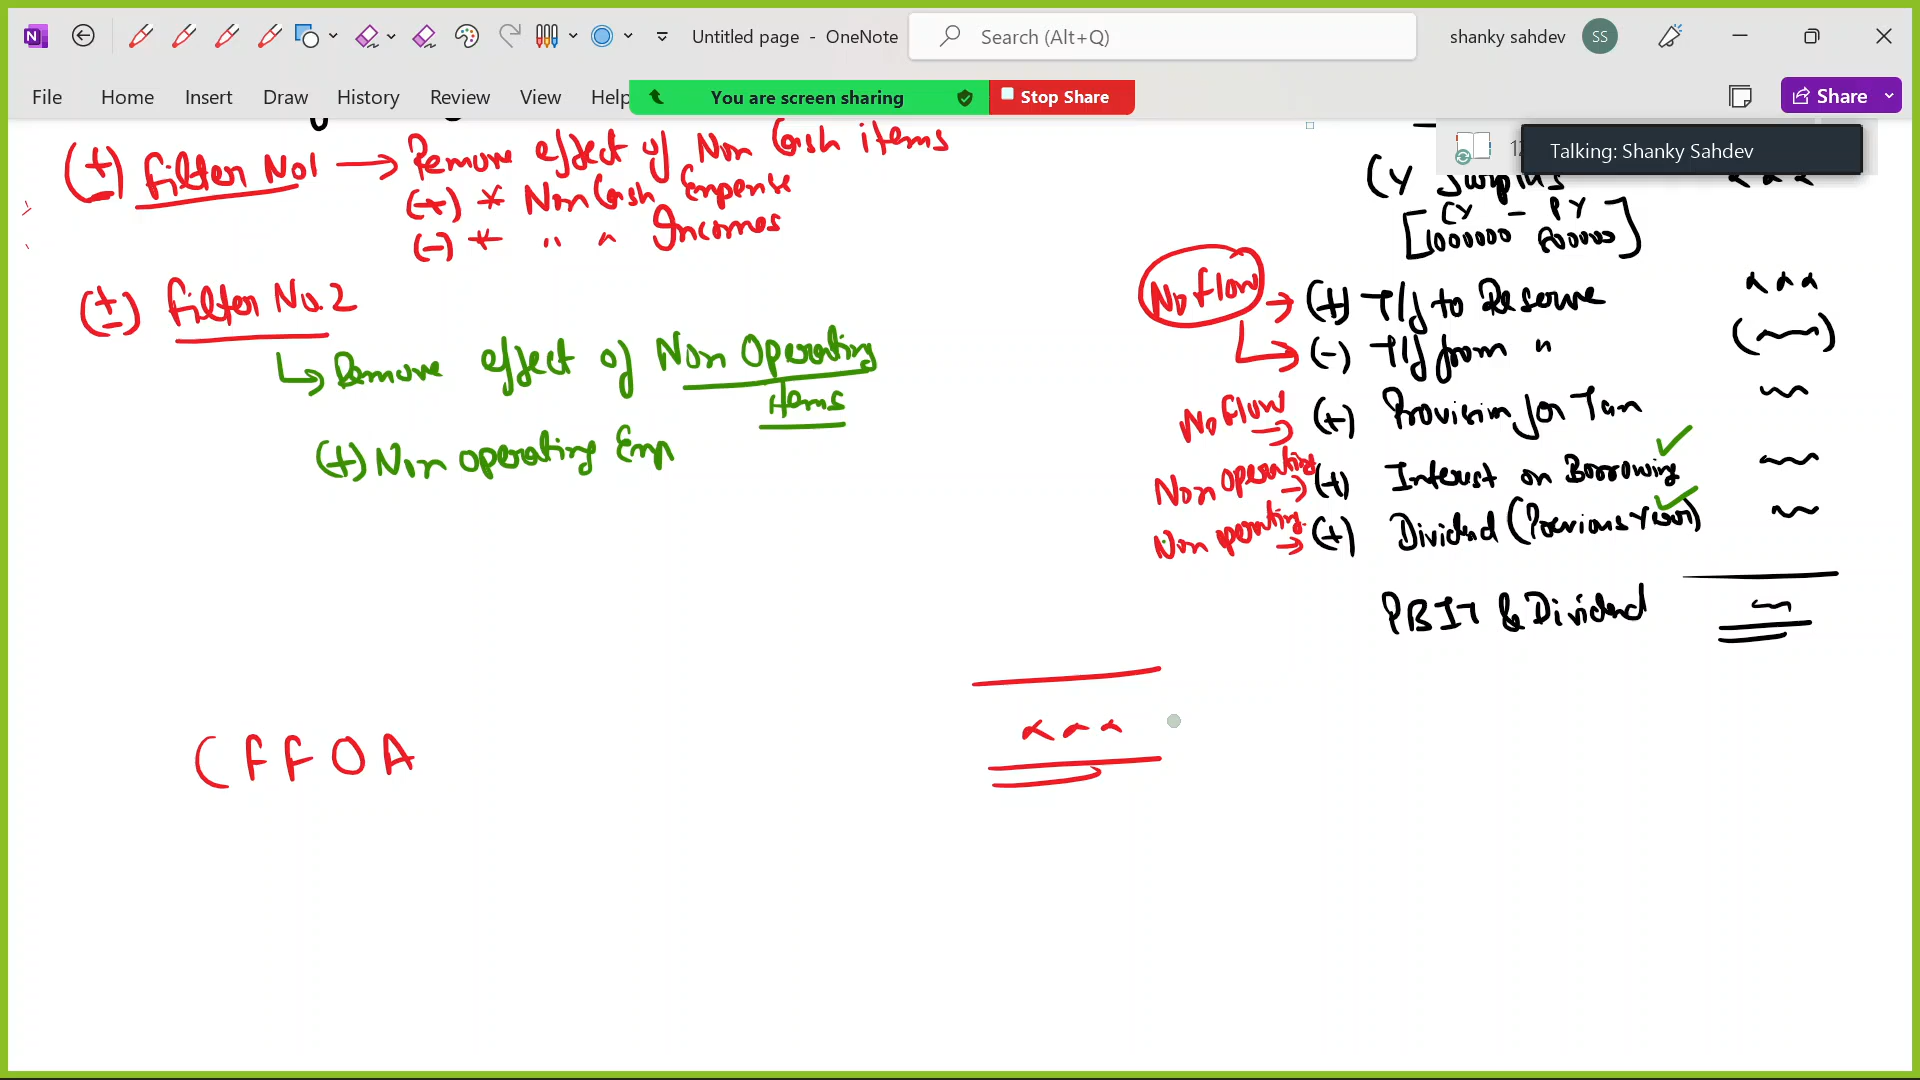 Untitled page - OneNote
Search (Alt+Q)
shanky sahdev
SS
File Home Insert Draw History Review View Help
You are screen sharing
Stop Share
Share
Talking: Shanky Sahdev
(±) Filter No1 → Remove effect of Non Cash items
(+) * Non Cash Expense
(-) * " " Incomes
(±) Filter No.2
↳ Remove effect of Non Operating
items
(+) Non operating Exp
CFFOA
xxx
CY Surplus xxx
[CY 1000000 - PY 800000]
No flow → (+) T/f to Reserve xxx
(-) T/f from "
No flow → (+) Provision for Tax
Non operating → (+) Interest on Borrowing
Non operating → (+) Dividend (Previous Year)
PBIT & Dividend